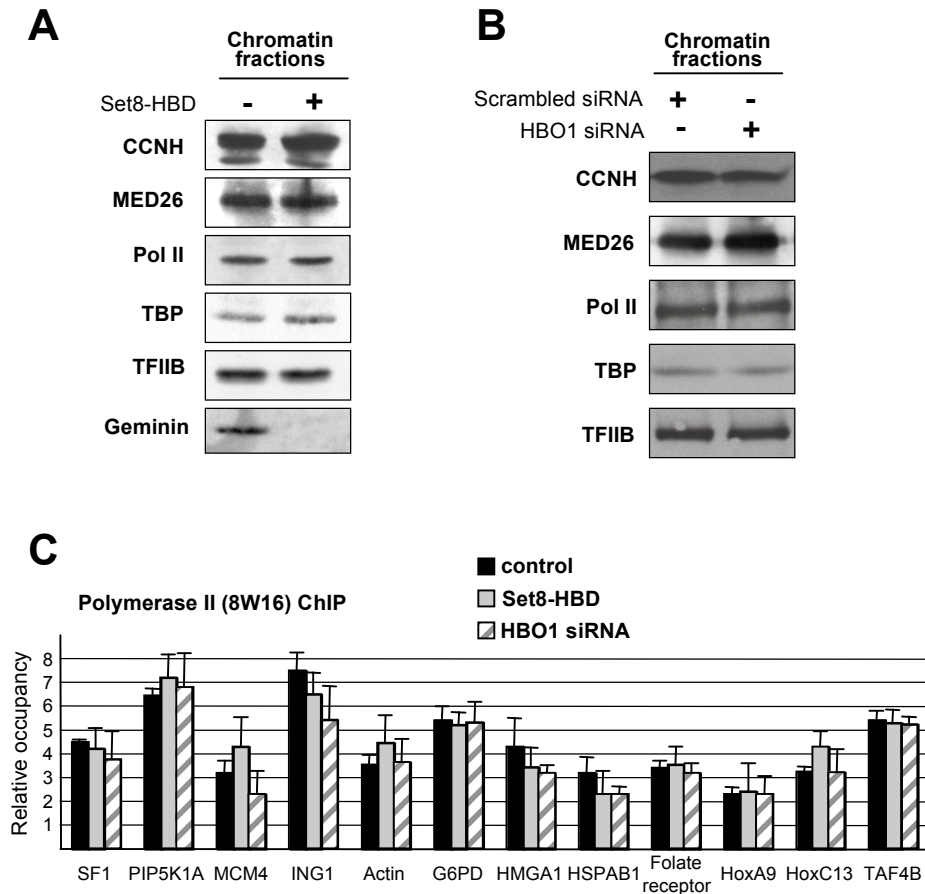 A
Chromatin
fractions
Set8-HBD - +
CCNH
MED26
Pol II
TBP
TFIIB
Geminin
B
Chromatin
fractions
Scrambled siRNA + -
HBO1 siRNA - +
CCNH
MED26
Pol II
TBP
TFIIB
C
control
Set8-HBD
HBO1 siRNA
Polymerase II (8W16) ChIP
Relative occupancy
8
7
6
5
4
3
2
1
SF1 PIP5K1A MCM4 ING1 Actin G6PD HMGA1 HSPAB1 Folate receptor HoxA9 HoxC13 TAF4B